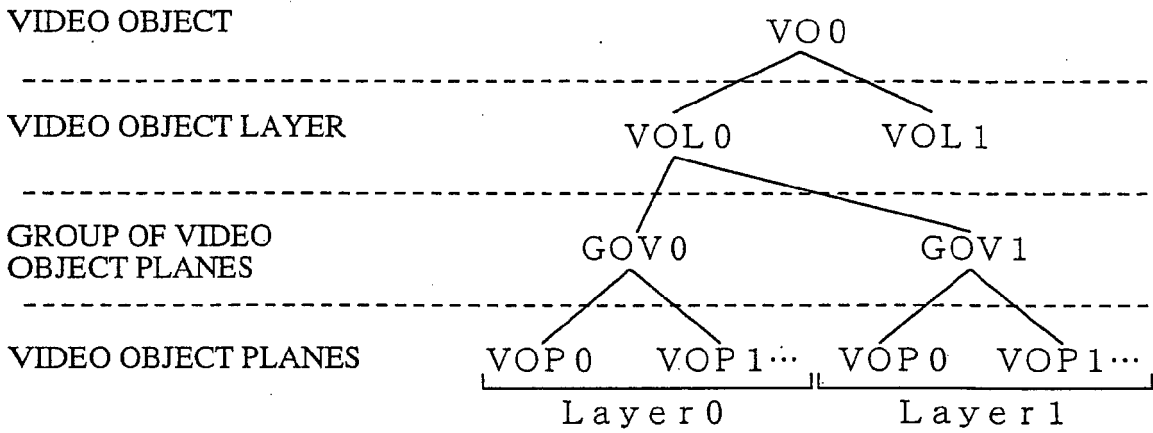 VIDEO OBJECT
VO0
VIDEO OBJECT LAYER
VOL0 VOL1
GROUP OF VIDEO
OBJECT PLANES
GOV0 GOV1
VIDEO OBJECT PLANES
VOP0 VOP1... VOP0 VOP1...
Layer0 Layer1